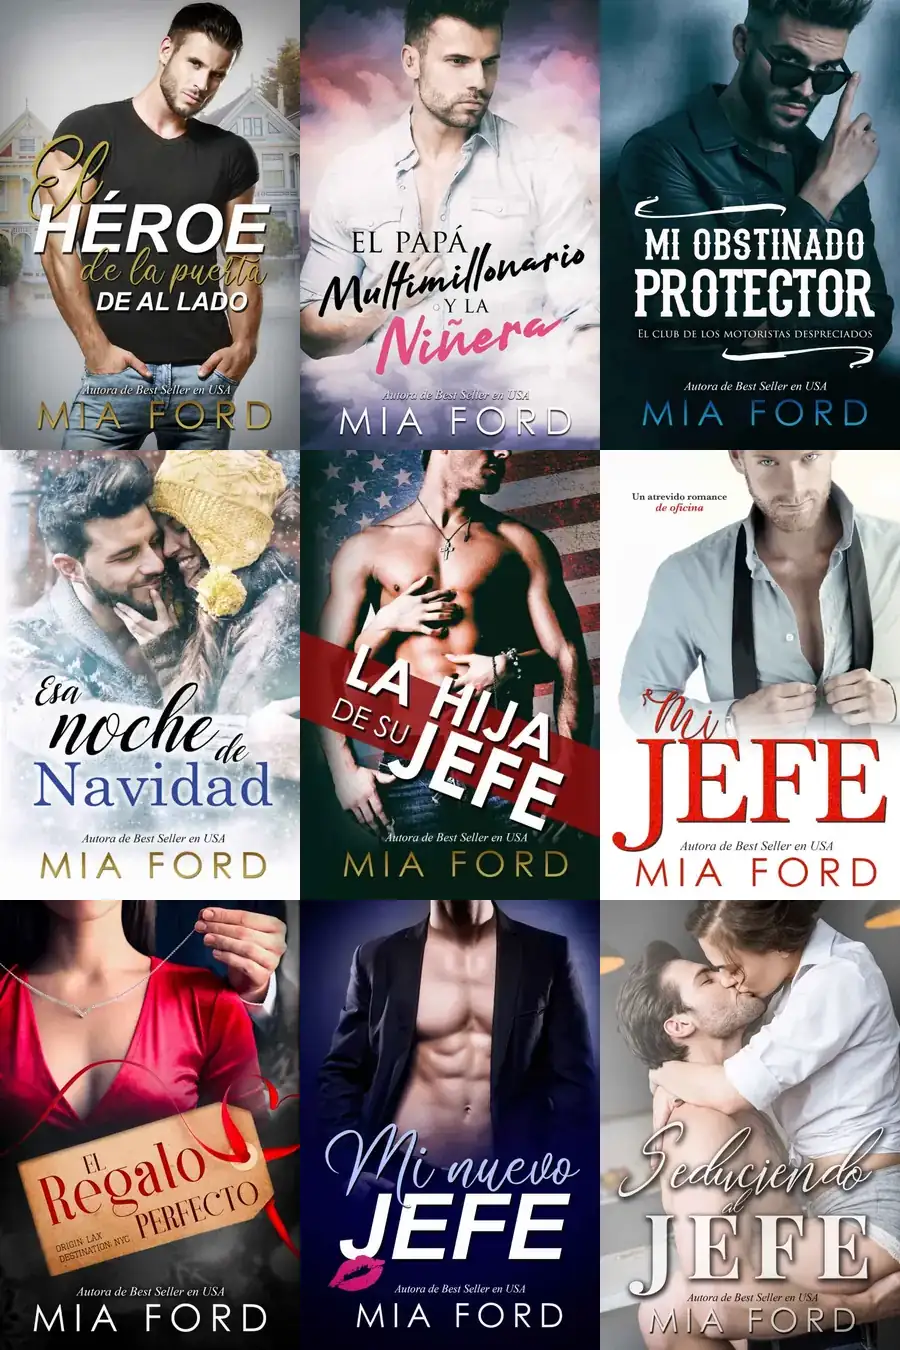 El
HÉROE
de la puerta
DE AL LADO
Autora de Best Seller en USA
MIA FORD
EL PAPÁ
Multimillonario
Y LA
Niñera
Autora de Best Seller en USA
MIA FORD
MI OBSTINADO
PROTECTOR
EL CLUB DE LOS MOTORISTAS DESPRECIADOS
Autora de Best Seller en USA
MIA FORD
Esa
noche de
Navidad
Autora de Best Seller en USA
MIA FORD
LA HIJA
DE SU JEFE
Autora de Best Seller en USA
MIA FORD
Un atrevido romance
de oficina
Mi
JEFE
Autora de Best Seller en USA
MIA FORD
EL
Regalo
PERFECTO
ORIGIN: LAX
DESTINATION: NYC
Autora de Best Seller en USA
MIA FORD
Mi nuevo
JEFE
Autora de Best Seller en USA
MIA FORD
Seduciendo
al
JEFE
Autora de Best Seller en USA
MIA FORD